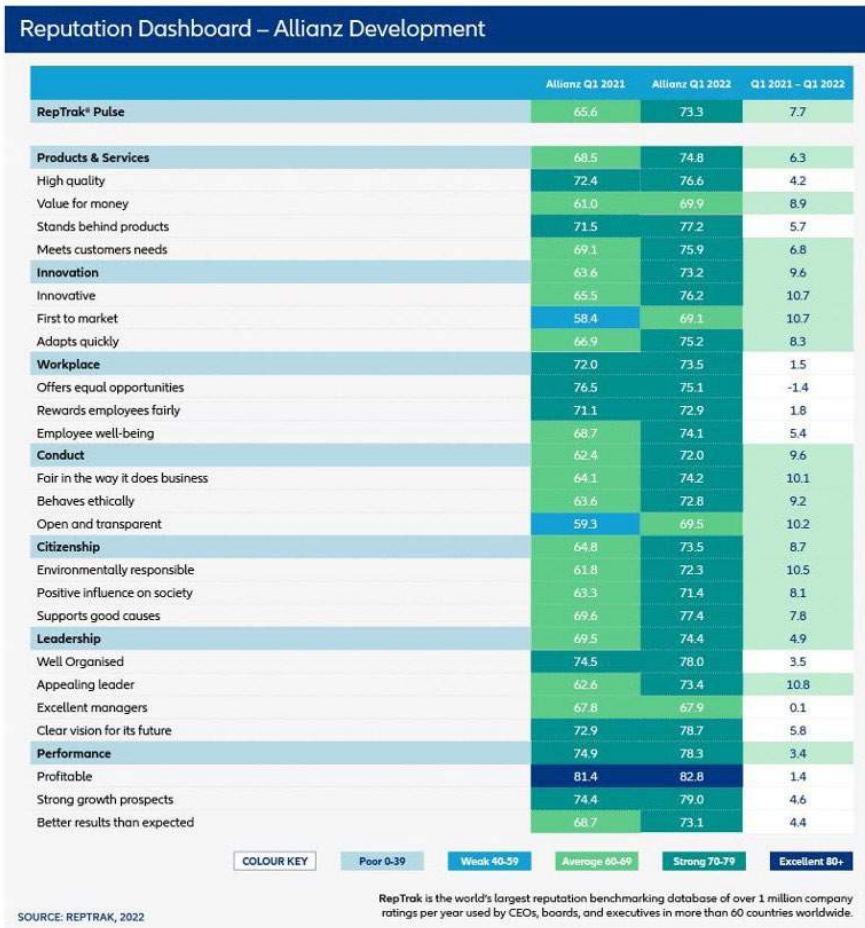 Reputation Dashboard – Allianz Development
Allianz Q1 2021 Allianz Q1 2022 Q1 2021 – Q1 2022
RepTrak® Pulse 65.6 73.3 7.7
Products & Services 68.5 74.8 6.3
High quality 72.4 76.6 4.2
Value for money 61.0 69.9 8.9
Stands behind products 71.5 77.2 5.7
Meets customers needs 69.1 75.9 6.8
Innovation 63.6 73.2 9.6
Innovative 65.5 76.2 10.7
First to market 58.4 69.1 10.7
Adapts quickly 66.9 75.2 8.3
Workplace 72.0 73.5 1.5
Offers equal opportunities 76.5 75.1 -1.4
Rewards employees fairly 71.1 72.9 1.8
Employee well-being 68.7 74.1 5.4
Conduct 62.4 72.0 9.6
Fair in the way it does business 64.1 74.2 10.1
Behaves ethically 63.6 72.8 9.2
Open and transparent 59.3 69.5 10.2
Citizenship 64.8 73.5 8.7
Environmentally responsible 61.8 72.3 10.5
Positive influence on society 63.3 71.4 8.1
Supports good causes 69.6 77.4 7.8
Leadership 69.5 74.4 4.9
Well Organised 74.5 78.0 3.5
Appealing leader 62.6 73.4 10.8
Excellent managers 67.8 67.9 0.1
Clear vision for its future 72.9 78.7 5.8
Performance 74.9 78.3 3.4
Profitable 81.4 82.8 1.4
Strong growth prospects 74.4 79.0 4.6
Better results than expected 68.7 73.1 4.4
COLOUR KEY Poor 0-39 Weak 40-59 Average 60-69 Strong 70-79 Excellent 80+
RepTrak is the world's largest reputation benchmarking database of over 1 million company
ratings per year used by CEOs, boards, and executives in more than 60 countries worldwide.
SOURCE: REPTRAK, 2022